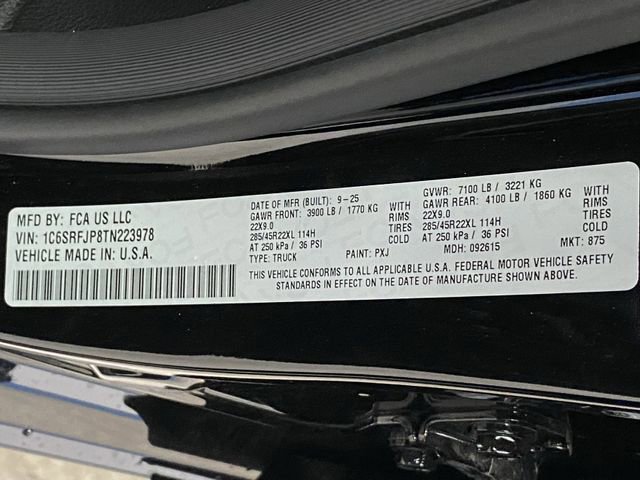 MFD BY: FCA US LLC
VIN: 1C6SRFJP8TN223978
VEHICLE MADE IN: U.S.A.
DATE OF MFR (BUILT): 9-25
GAWR FRONT: 3900 LB / 1770 KG WITH
22X9.0 RIMS
285/45R22XL 114H TIRES
AT 250 kPa / 36 PSI COLD
TYPE: TRUCK PAINT: PXJ
GVWR: 7100 LB / 3221 KG
GAWR REAR: 4100 LB / 1860 KG WITH
22X9.0 RIMS
285/45R22XL 114H TIRES
AT 250 kPa / 36 PSI COLD
MDH: 092615 MKT: 875
THIS VEHICLE CONFORMS TO ALL APPLICABLE U.S.A. FEDERAL MOTOR VEHICLE SAFETY
STANDARDS IN EFFECT ON THE DATE OF MANUFACTURE SHOWN ABOVE.